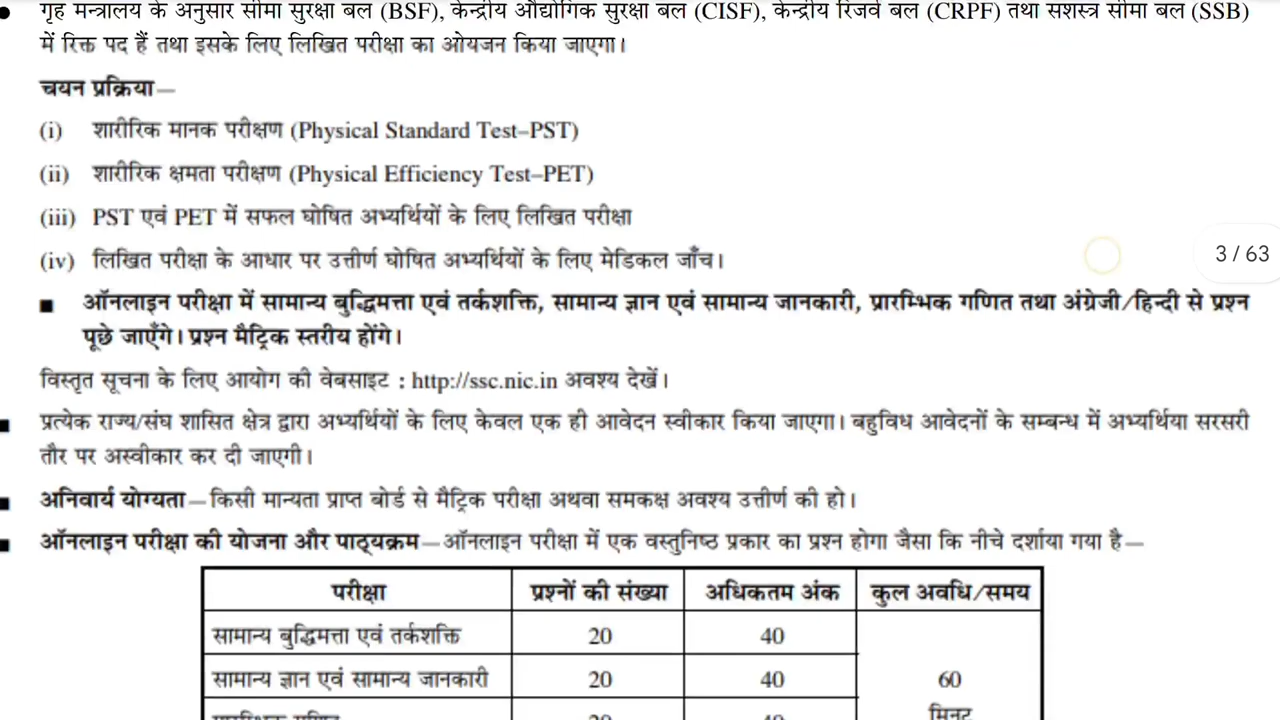 ● गृह मन्त्रालय के अनुसार सीमा सुरक्षा बल (BSF), केन्द्रीय औद्योगिक सुरक्षा बल (CISF), केन्द्रीय रिजर्व बल (CRPF) तथा सशस्त्र सीमा बल (SSB)
में रिक्त पद हैं तथा इसके लिए लिखित परीक्षा का ओयजन किया जाएगा।
चयन प्रक्रिया—
(i) शारीरिक मानक परीक्षण (Physical Standard Test–PST)
(ii) शारीरिक क्षमता परीक्षण (Physical Efficiency Test–PET)
(iii) PST एवं PET में सफल घोषित अभ्यर्थियों के लिए लिखित परीक्षा
(iv) लिखित परीक्षा के आधार पर उत्तीर्ण घोषित अभ्यर्थियों के लिए मेडिकल जाँच।
3 / 63
■ ऑनलाइन परीक्षा में सामान्य बुद्धिमत्ता एवं तर्कशक्ति, सामान्य ज्ञान एवं सामान्य जानकारी, प्रारम्भिक गणित तथा अंग्रेजी/हिन्दी से प्रश्न
पूछे जाएँगे। प्रश्न मैट्रिक स्तरीय होंगे।
विस्तृत सूचना के लिए आयोग की वेबसाइट : http://ssc.nic.in अवश्य देखें।
■ प्रत्येक राज्य/संघ शासित क्षेत्र द्वारा अभ्यर्थियों के लिए केवल एक ही आवेदन स्वीकार किया जाएगा। बहुविध आवेदनों के सम्बन्ध में अभ्यर्थिया सरसरी
तौर पर अस्वीकार कर दी जाएगी।
■ अनिवार्य योग्यता—किसी मान्यता प्राप्त बोर्ड से मैट्रिक परीक्षा अथवा समकक्ष अवश्य उत्तीर्ण की हो।
■ ऑनलाइन परीक्षा की योजना और पाठ्यक्रम—ऑनलाइन परीक्षा में एक वस्तुनिष्ठ प्रकार का प्रश्न होगा जैसा कि नीचे दर्शाया गया है—
परीक्षा प्रश्नों की संख्या अधिकतम अंक कुल अवधि/समय
सामान्य बुद्धिमत्ता एवं तर्कशक्ति 20 40
सामान्य ज्ञान एवं सामान्य जानकारी 20 40 60
प्रारम्भिक गणित 20 40 मिनट